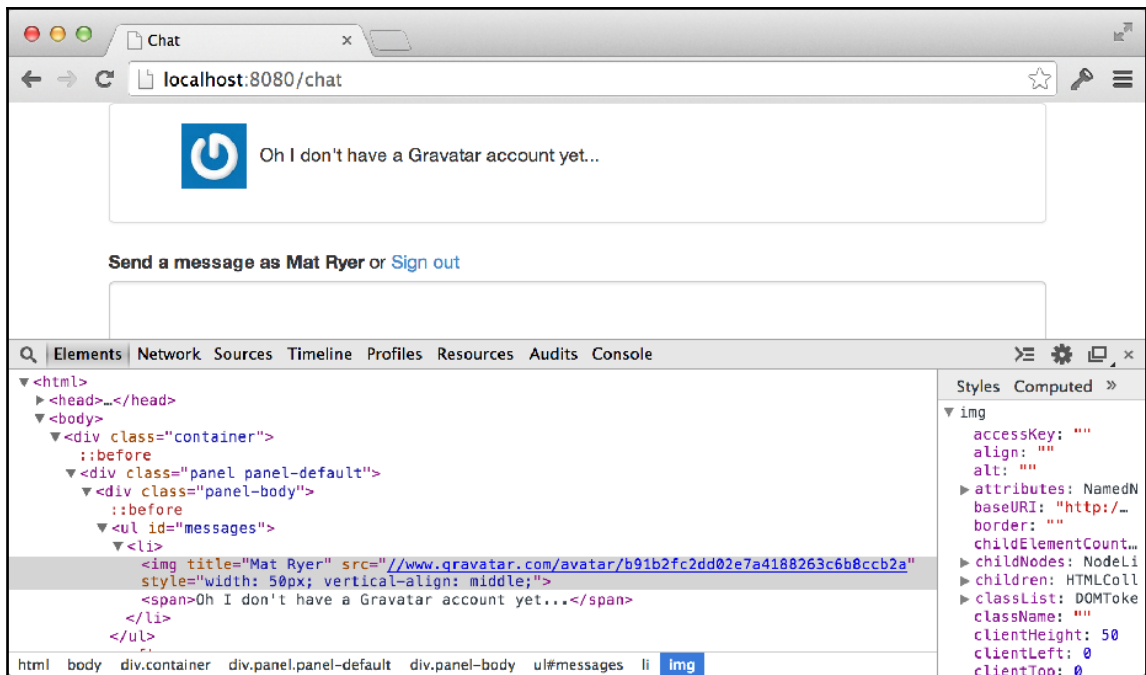 Chat
localhost:8080/chat
Oh I don't have a Gravatar account yet...
Send a message as Mat Ryer or Sign out
Elements Network Sources Timeline Profiles Resources Audits Console
<html>
<head>…</head>
<body>
<div class="container">
::before
<div class="panel panel-default">
<div class="panel-body">
::before
<ul id="messages">
<li>
<img title="Mat Ryer" src="//www.gravatar.com/avatar/b91b2fc2dd02e7a4188263c6b8ccb2a"
style="width: 50px; vertical-align: middle;">
<span>Oh I don't have a Gravatar account yet...</span>
</li>
</ul>
html body div.container div.panel.panel-default div.panel-body ul#messages li img
Styles Computed »
img
accessKey: ""
align: ""
alt: ""
attributes: NamedN
baseURI: "http:/…
border: ""
childElementCount…
childNodes: NodeLi
children: HTMLColl
classList: DOMToke
className: ""
clientHeight: 50
clientLeft: 0
clientTop: 0